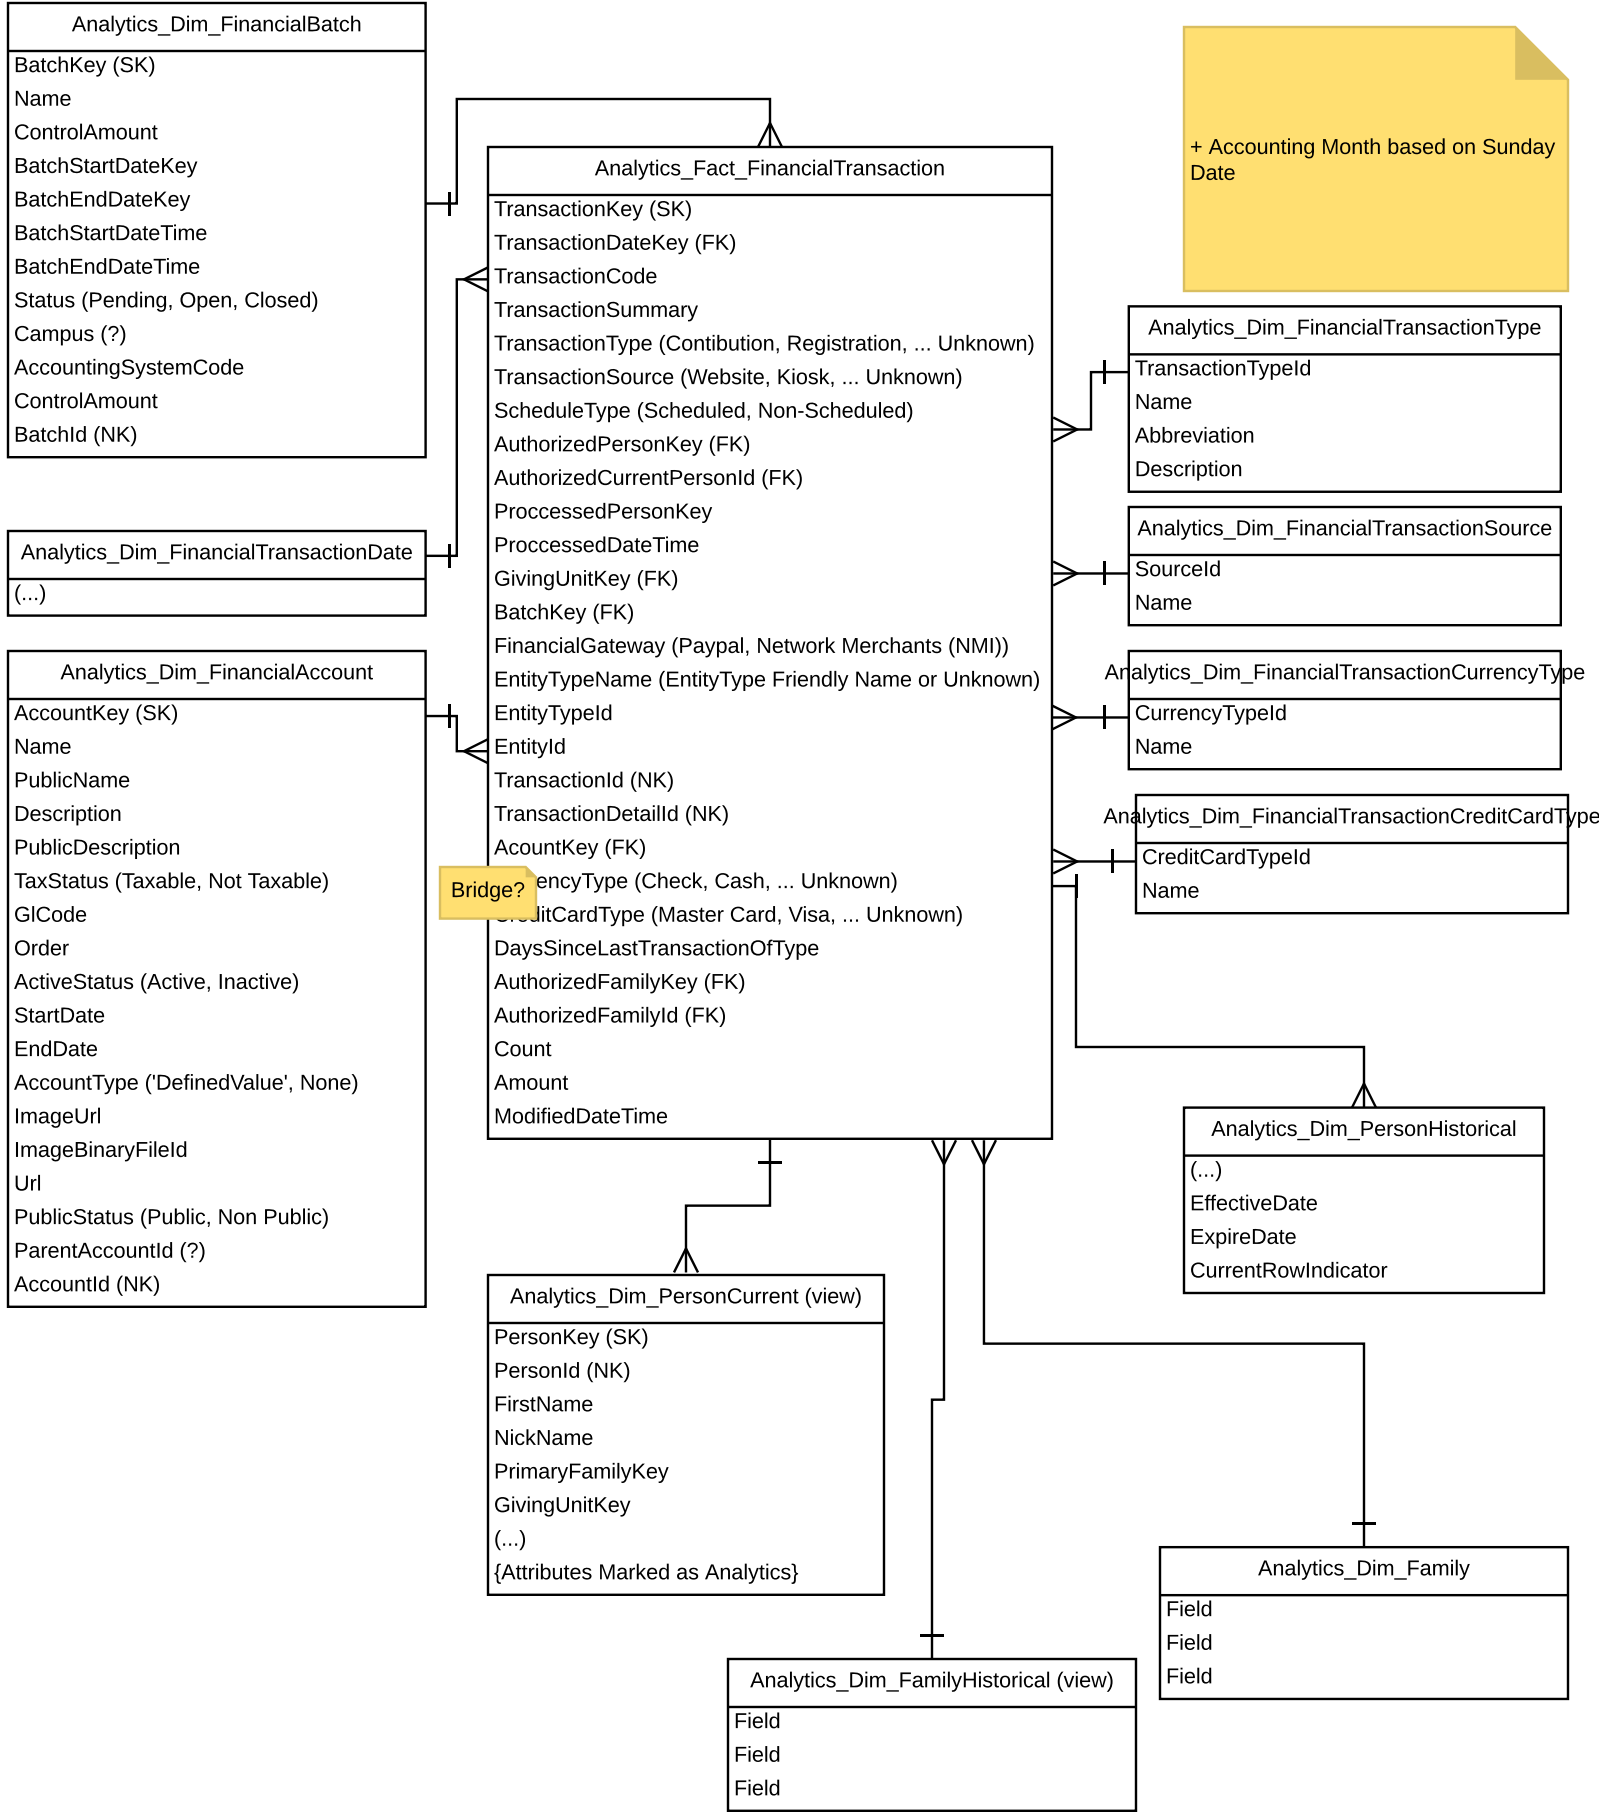 Analytics_Dim_FinancialBatch
BatchKey (SK)
Name
ControlAmount
BatchStartDateKey
BatchEndDateKey
BatchStartDateTime
BatchEndDateTime
Status (Pending, Open, Closed)
Campus (?)
AccountingSystemCode
ControlAmount
BatchId (NK)
Analytics_Dim_FinancialTransactionDate
(...)
Analytics_Dim_FinancialAccount
AccountKey (SK)
Name
PublicName
Description
PublicDescription
TaxStatus (Taxable, Not Taxable)
GlCode
Order
ActiveStatus (Active, Inactive)
StartDate
EndDate
AccountType ('DefinedValue', None)
ImageUrl
ImageBinaryFileId
Url
PublicStatus (Public, Non Public)
ParentAccountId (?)
AccountId (NK)
Analytics_Fact_FinancialTransaction
TransactionKey (SK)
TransactionDateKey (FK)
TransactionCode
TransactionSummary
TransactionType (Contibution, Registration, ... Unknown)
TransactionSource (Website, Kiosk, ... Unknown)
ScheduleType (Scheduled, Non-Scheduled)
AuthorizedPersonKey (FK)
AuthorizedCurrentPersonId (FK)
ProccessedPersonKey
ProccessedDateTime
GivingUnitKey (FK)
BatchKey (FK)
FinancialGateway (Paypal, Network Merchants (NMI))
EntityTypeName (EntityType Friendly Name or Unknown)
EntityTypeId
EntityId
TransactionId (NK)
TransactionDetailId (NK)
AcountKey (FK)
Bridge?
encyType (Check, Cash, ... Unknown)
CreditCardType (Master Card, Visa, ... Unknown)
DaysSinceLastTransactionOfType
AuthorizedFamilyKey (FK)
AuthorizedFamilyId (FK)
Count
Amount
ModifiedDateTime
+ Accounting Month based on Sunday
Date
Analytics_Dim_FinancialTransactionType
TransactionTypeId
Name
Abbreviation
Description
Analytics_Dim_FinancialTransactionSource
SourceId
Name
Analytics_Dim_FinancialTransactionCurrencyType
CurrencyTypeId
Name
Analytics_Dim_FinancialTransactionCreditCardType
CreditCardTypeId
Name
Analytics_Dim_PersonHistorical
(...)
EffectiveDate
ExpireDate
CurrentRowIndicator
Analytics_Dim_PersonCurrent (view)
PersonKey (SK)
PersonId (NK)
FirstName
NickName
PrimaryFamilyKey
GivingUnitKey
(...)
{Attributes Marked as Analytics}
Analytics_Dim_Family
Field
Field
Field
Analytics_Dim_FamilyHistorical (view)
Field
Field
Field